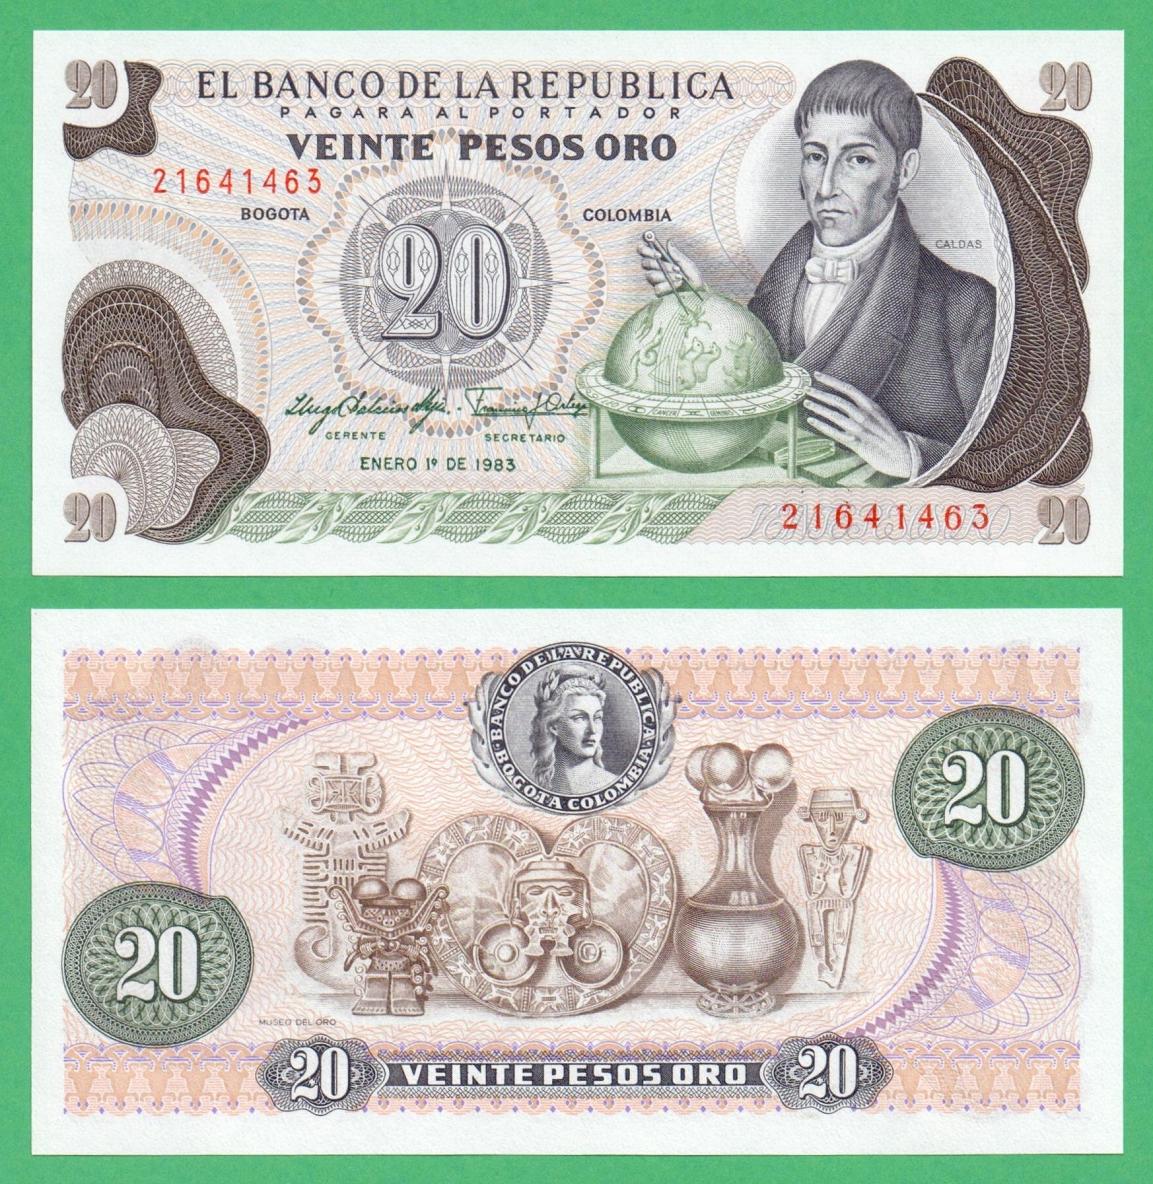 20
20
EL BANCO DE LA REPUBLICA
PAGARA AL PORTADOR
VEINTE PESOS ORO
21641463
BOGOTA
COLOMBIA
CALDAS
20
CANCER GEMINIS
GERENTE
SECRETARIO
ENERO 1º DE 1983
20
21641463
20
BANCO DE LA REPUBLICA
BOGOTA COLOMBIA
20
20
MUSEO DEL ORO
20
VEINTE PESOS ORO
20